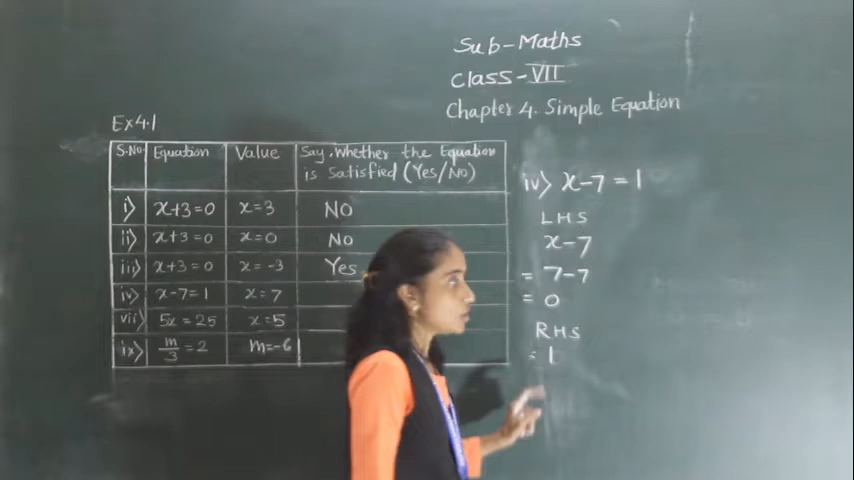 Sub-Maths
Class-VII
Chapter 4. Simple Equation
Ex4.1
S.No Equation Value Say, Whether the Equation is Satisfied (Yes/No)
i) x+3=0 x=3 NO
ii) x+3=0 x=0 No
iii) x+3=0 x=-3 Yes
iv) x-7=1 x=7
vii) 5x=25 x=5
ix) m/3=2 m=-6
iv) x-7=1
LHS
x-7
= 7-7
= 0
RHS
= 1